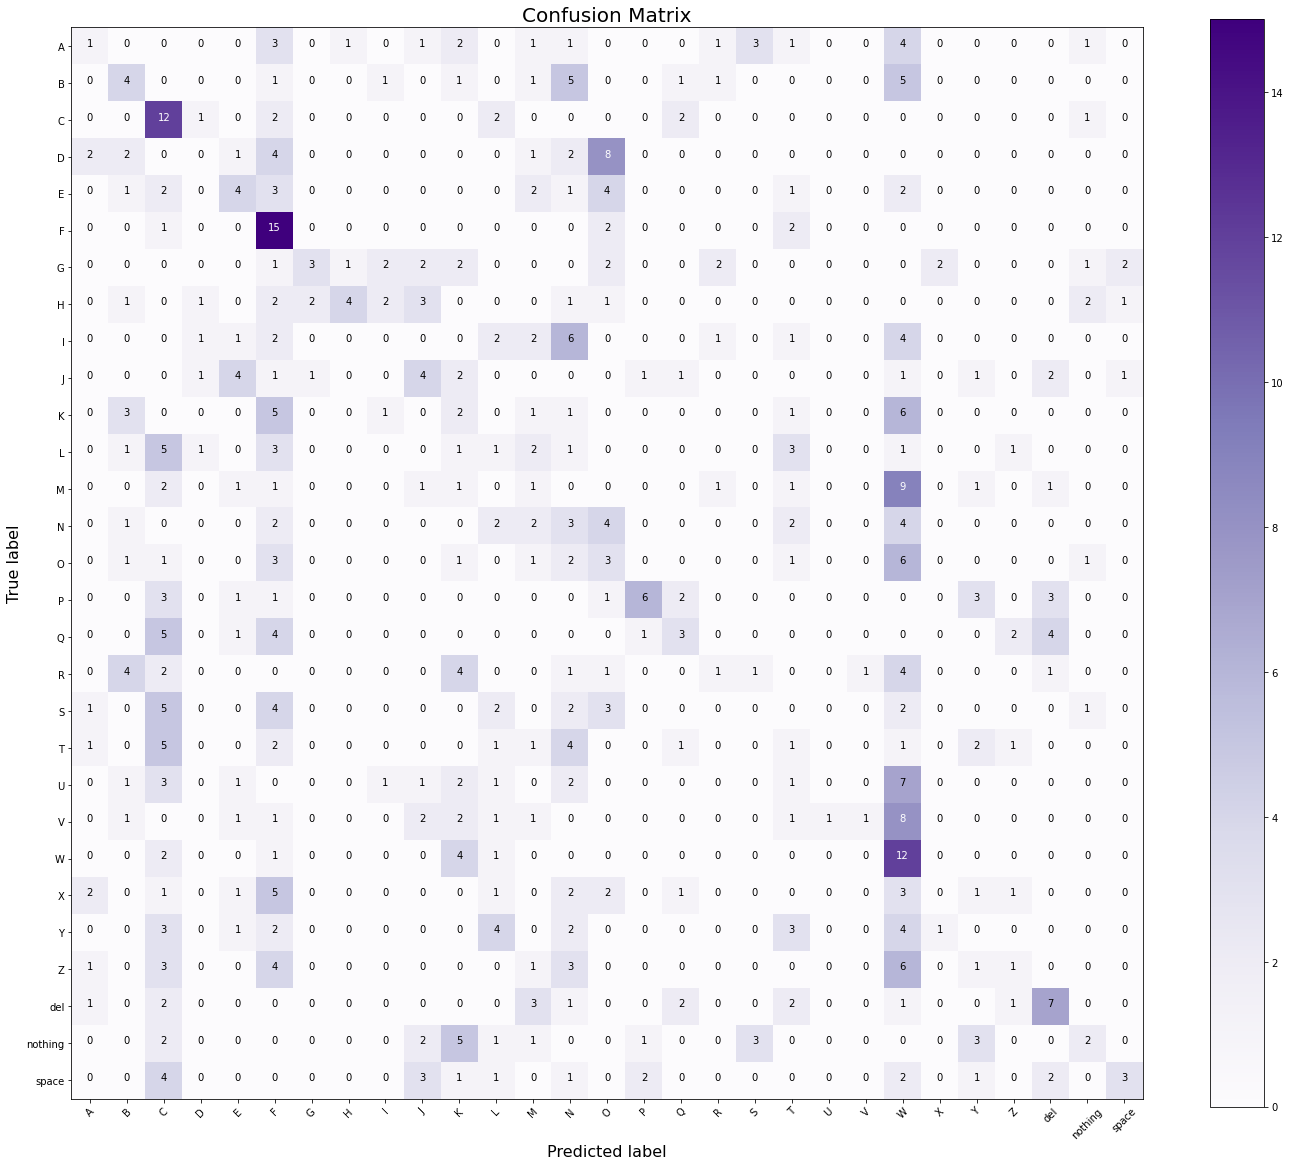 Confusion Matrix
A 1 0 0 0 0 3 0 1 0 1 2 0 1 1 0 0 0 1 3 1 0 0 4 0 0 0 0 1 0
B 0 4 0 0 0 1 0 0 1 0 1 0 1 5 0 0 1 1 0 0 0 0 5 0 0 0 0 0 0
C 0 0 12 1 0 2 0 0 0 0 0 2 0 0 0 0 2 0 0 0 0 0 0 0 0 0 0 1 0
D 2 2 0 0 1 4 0 0 0 0 0 0 1 2 8 0 0 0 0 0 0 0 0 0 0 0 0 0 0
E 0 1 2 0 4 3 0 0 0 0 0 0 2 1 4 0 0 0 0 1 0 0 2 0 0 0 0 0 0
F 0 0 1 0 0 15 0 0 0 0 0 0 0 0 2 0 0 0 0 2 0 0 0 0 0 0 0 0 0
G 0 0 0 0 0 1 3 1 2 2 2 0 0 0 2 0 0 2 0 0 0 0 0 2 0 0 0 1 2
H 0 1 0 1 0 2 2 4 2 3 0 0 0 1 1 0 0 0 0 0 0 0 0 0 0 0 0 2 1
I 0 0 0 1 1 2 0 0 0 0 0 2 2 6 0 0 0 1 0 1 0 0 4 0 0 0 0 0 0
J 0 0 0 1 4 1 1 0 0 4 2 0 0 0 0 1 1 0 0 0 0 0 1 0 1 0 2 0 1
K 0 3 0 0 0 5 0 0 1 0 2 0 1 1 0 0 0 0 0 1 0 0 6 0 0 0 0 0 0
L 0 1 5 1 0 3 0 0 0 0 1 1 2 1 0 0 0 0 0 3 0 0 1 0 0 1 0 0 0
M 0 0 2 0 1 1 0 0 0 1 1 0 1 0 0 0 0 1 0 1 0 0 9 0 1 0 1 0 0
N 0 1 0 0 0 2 0 0 0 0 0 2 2 3 4 0 0 0 0 2 0 0 4 0 0 0 0 0 0
O 0 1 1 0 0 3 0 0 0 0 1 0 1 2 3 0 0 0 0 1 0 0 6 0 0 0 0 1 0
P 0 0 3 0 1 1 0 0 0 0 0 0 0 0 1 6 2 0 0 0 0 0 0 0 3 0 3 0 0
Q 0 0 5 0 1 4 0 0 0 0 0 0 0 0 0 1 3 0 0 0 0 0 0 0 0 2 4 0 0
R 0 4 2 0 0 0 0 0 0 0 4 0 0 1 1 0 0 1 1 0 0 1 4 0 0 0 1 0 0
S 1 0 5 0 0 4 0 0 0 0 0 2 0 2 3 0 0 0 0 0 0 0 2 0 0 0 0 1 0
T 1 0 5 0 0 2 0 0 0 0 0 1 1 4 0 0 1 0 0 1 0 0 1 0 2 1 0 0 0
U 0 1 3 0 1 0 0 0 1 1 2 1 0 2 0 0 0 0 0 1 0 0 7 0 0 0 0 0 0
V 0 1 0 0 1 1 0 0 0 2 2 1 1 0 0 0 0 0 0 1 1 1 8 0 0 0 0 0 0
W 0 0 2 0 0 1 0 0 0 0 4 1 0 0 0 0 0 0 0 0 0 0 12 0 0 0 0 0 0
X 2 0 1 0 1 5 0 0 0 0 0 1 0 2 2 0 1 0 0 0 0 0 3 0 1 1 0 0 0
Y 0 0 3 0 1 2 0 0 0 0 0 4 0 2 0 0 0 0 0 3 0 0 4 1 0 0 0 0 0
Z 1 0 3 0 0 4 0 0 0 0 0 0 1 3 0 0 0 0 0 0 0 0 6 0 1 1 0 0 0
del 1 0 2 0 0 0 0 0 0 0 0 0 3 1 0 0 2 0 0 2 0 0 1 0 0 1 7 0 0
nothing 0 0 2 0 0 0 0 0 0 2 5 1 1 0 0 1 0 0 3 0 0 0 0 0 3 0 0 2 0
space 0 0 4 0 0 0 0 0 0 3 1 1 0 1 0 2 0 0 0 0 0 0 2 0 1 0 2 0 3
A B C D E F G H I J K L M N O P Q R S T U V W X Y Z del nothing space
Predicted label
True label
14
12
10
8
6
4
2
0